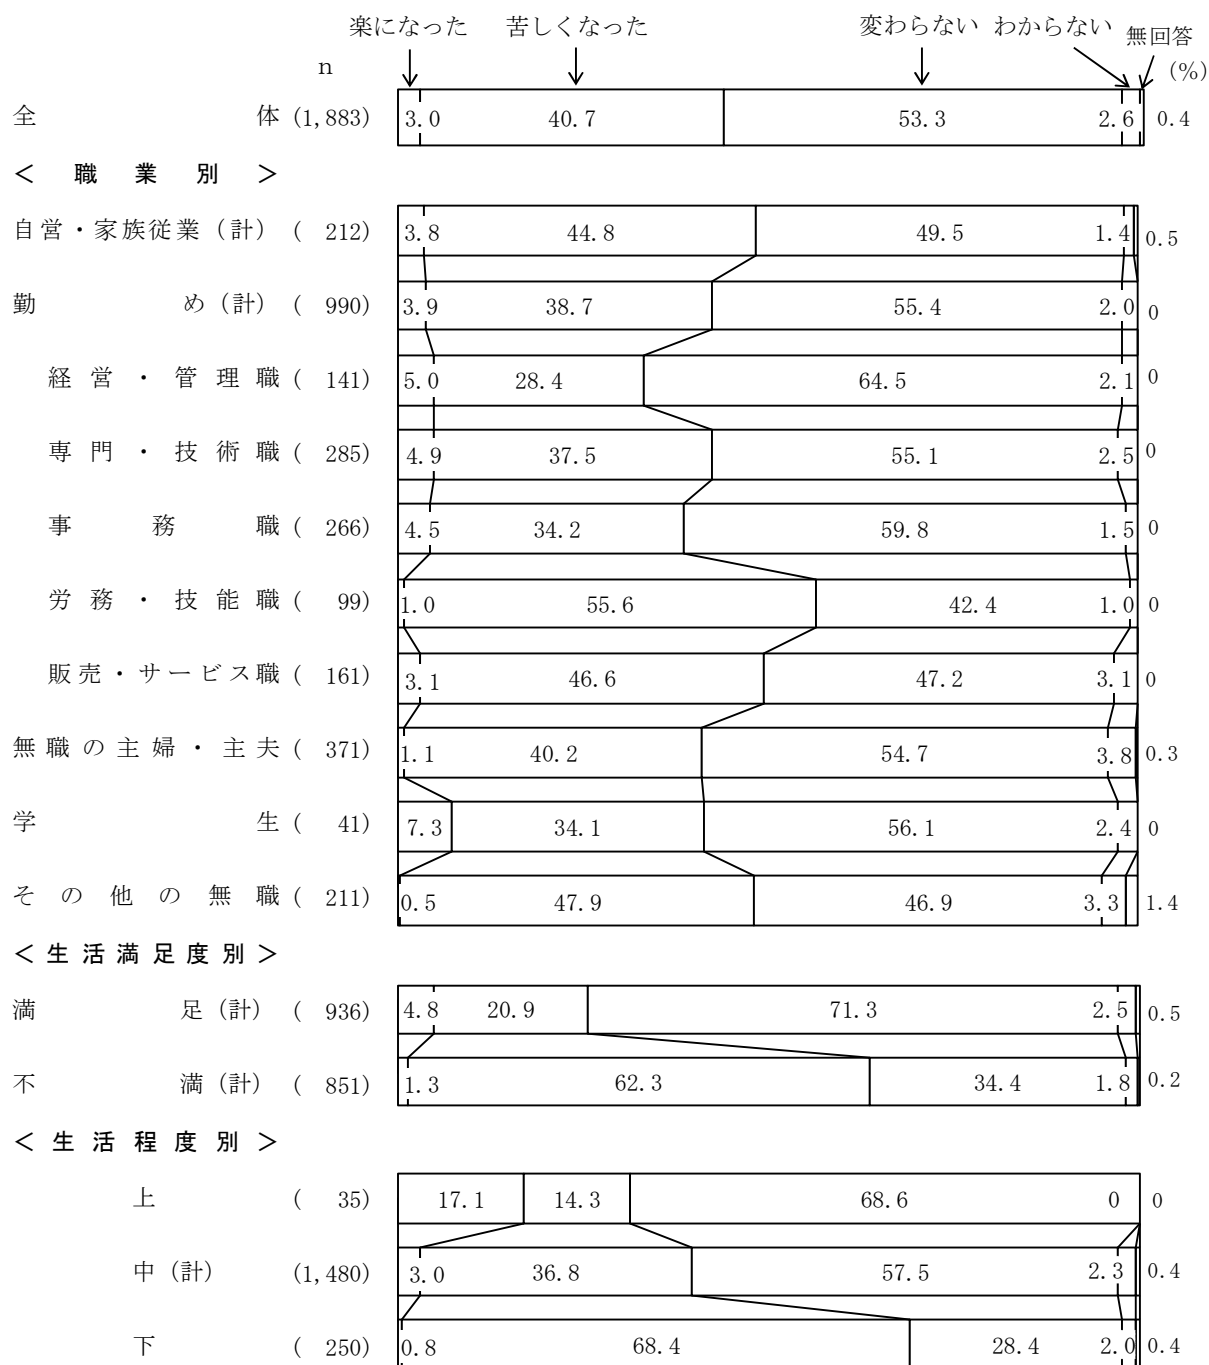 楽になった 苦しくなった 変わらない わからない 無回答
n (%)
全体 (1,883) 3.0 40.7 53.3 2.6 0.4
＜職業別＞
自営・家族従業（計） ( 212) 3.8 44.8 49.5 1.4 0.5
勤め（計） ( 990) 3.9 38.7 55.4 2.0 0
経営・管理職 ( 141) 5.0 28.4 64.5 2.1 0
専門・技術職 ( 285) 4.9 37.5 55.1 2.5 0
事務職 ( 266) 4.5 34.2 59.8 1.5 0
労務・技能職 ( 99) 1.0 55.6 42.4 1.0 0
販売・サービス職 ( 161) 3.1 46.6 47.2 3.1 0
無職の主婦・主夫 ( 371) 1.1 40.2 54.7 3.8 0.3
学生 ( 41) 7.3 34.1 56.1 2.4 0
その他の無職 ( 211) 0.5 47.9 46.9 3.3 1.4
＜生活満足度別＞
満足（計） ( 936) 4.8 20.9 71.3 2.5 0.5
不満（計） ( 851) 1.3 62.3 34.4 1.8 0.2
＜生活程度別＞
上 ( 35) 17.1 14.3 68.6 0 0
中（計） (1,480) 3.0 36.8 57.5 2.3 0.4
下 ( 250) 0.8 68.4 28.4 2.0 0.4